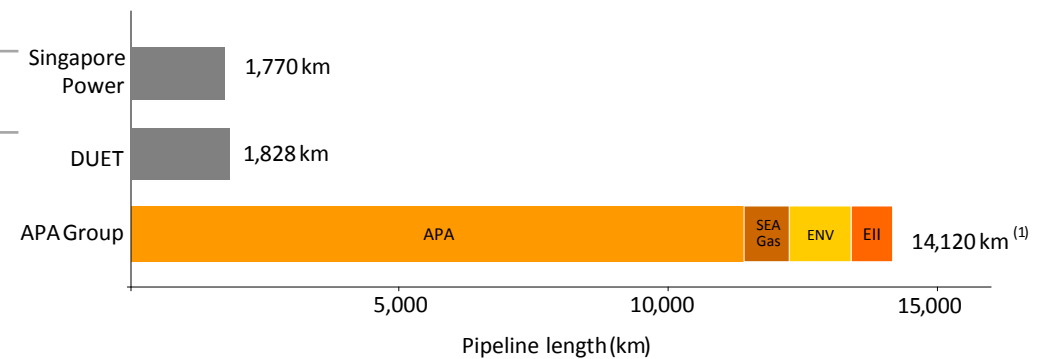 Singapore
Power
1,770 km
DUET
1,828 km
APA Group
APA
SEA
Gas
ENV
EII
14,120 km (1)
5,000
10,000
15,000
Pipeline length (km)